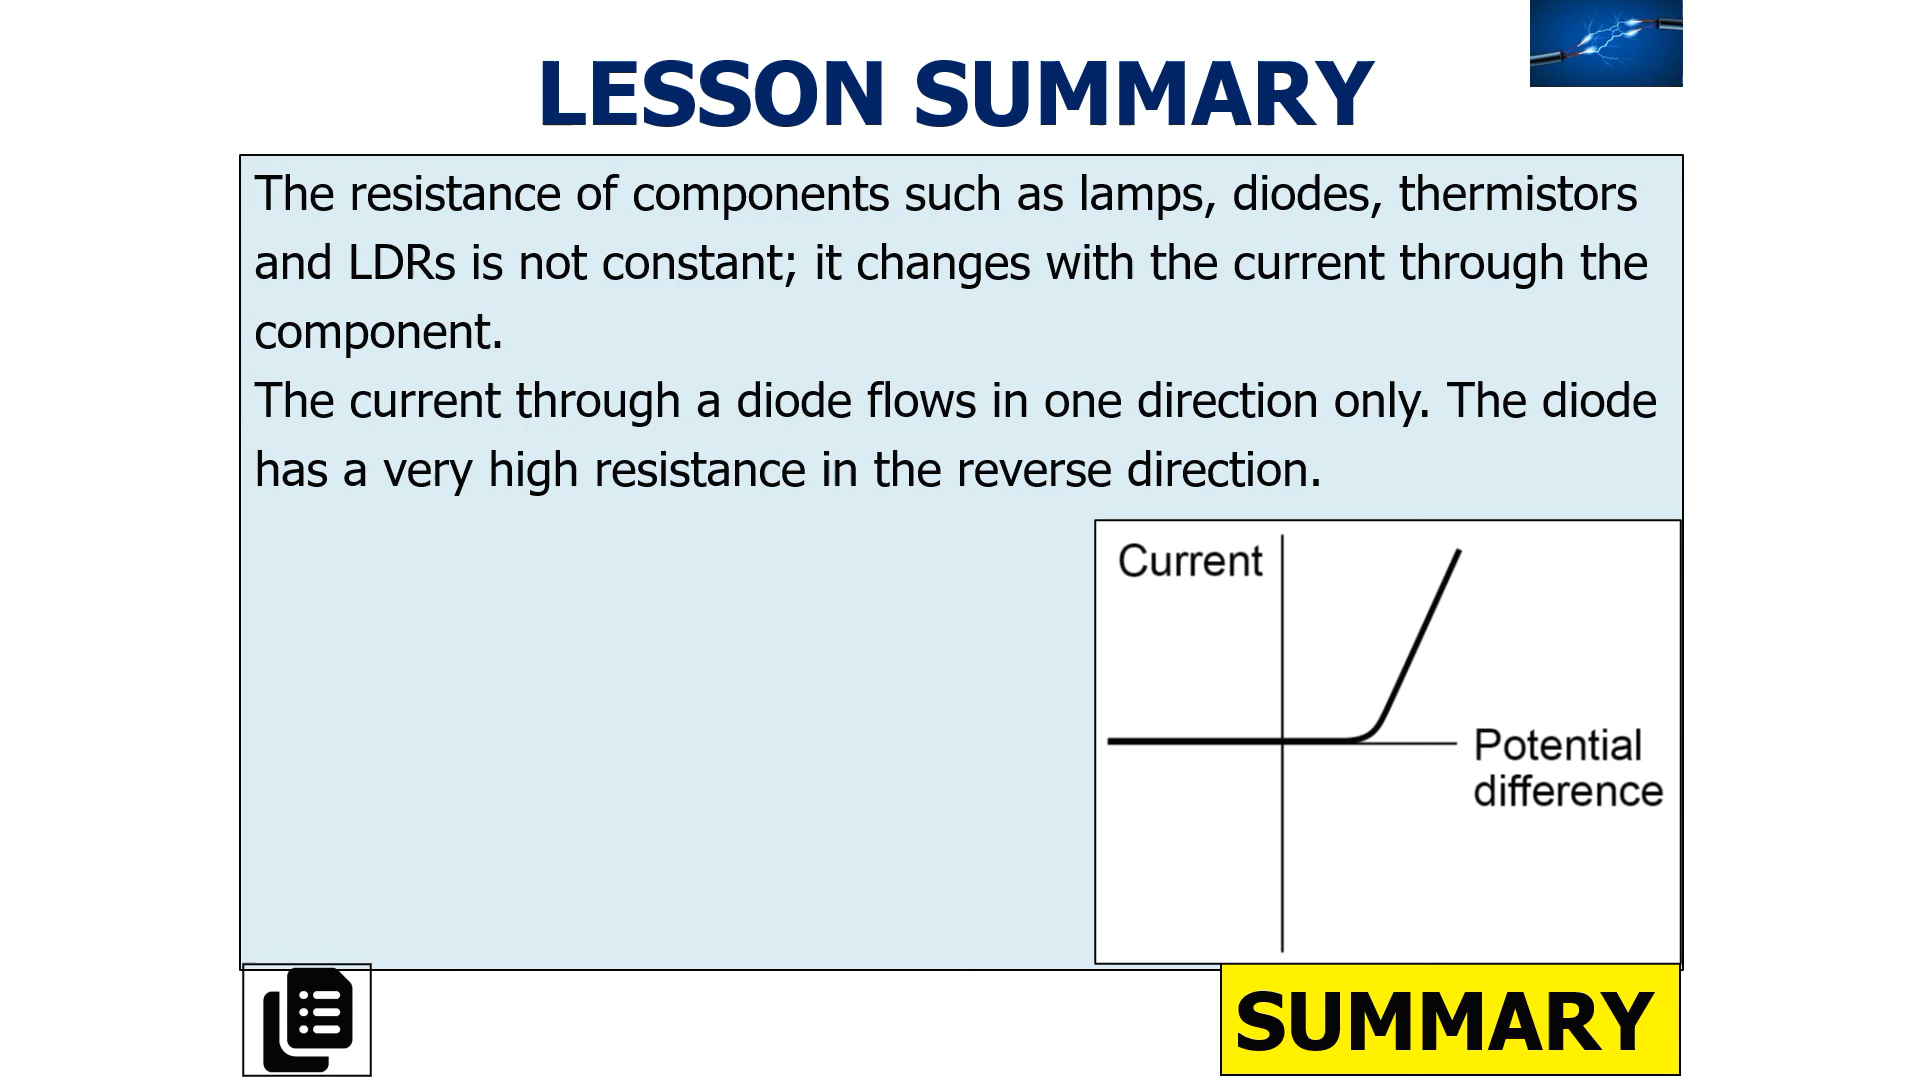 LESSON SUMMARY
The resistance of components such as lamps, diodes, thermistors
and LDRs is not constant; it changes with the current through the
component.
The current through a diode flows in one direction only. The diode
has a very high resistance in the reverse direction.
Current
Potential
difference
SUMMARY